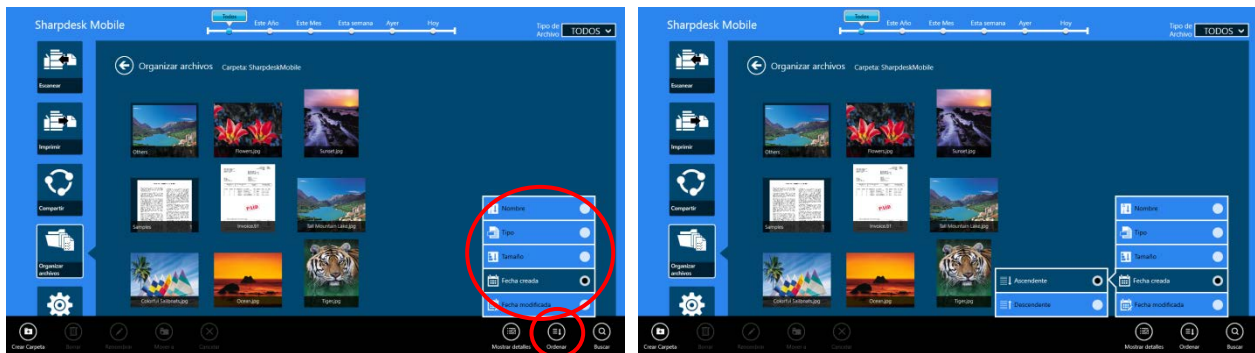 Sharpdesk Mobile
Todos
Este Año
Este Mes
Esta semana
Ayer
Hoy
Tipo de Archivo
TODOS
Escanear
Imprimir
Compartir
Organizar archivos
Organizar archivos Carpeta: SharpdeskMobile
Others
Flowers.jpg
Sunset.jpg
Samples
Invoice.tif
Tall Mountain Lake.jpg
Colorful Sailboats.jpg
Ocean.jpg
Tiger.jpg
PAID
Nombre
Tipo
Tamaño
Fecha creada
Fecha modificada
Crear Carpeta
Borrar
Renombrar
Mover a
Cancelar
Mostrar detalles
Ordenar
Buscar
Sharpdesk Mobile
Todos
Este Año
Este Mes
Esta semana
Ayer
Hoy
Tipo de Archivo
TODOS
Escanear
Imprimir
Compartir
Organizar archivos
Organizar archivos Carpeta: SharpdeskMobile
Others
Flowers.jpg
Sunset.jpg
Samples
Invoice.tif
Tall Mountain Lake.jpg
Colorful Sailboats.jpg
Ocean.jpg
Tiger.jpg
PAID
Nombre
Tipo
Tamaño
Fecha creada
Fecha modificada
Ascendente
Descendente
Crear Carpeta
Borrar
Renombrar
Mover a
Cancelar
Mostrar detalles
Ordenar
Buscar